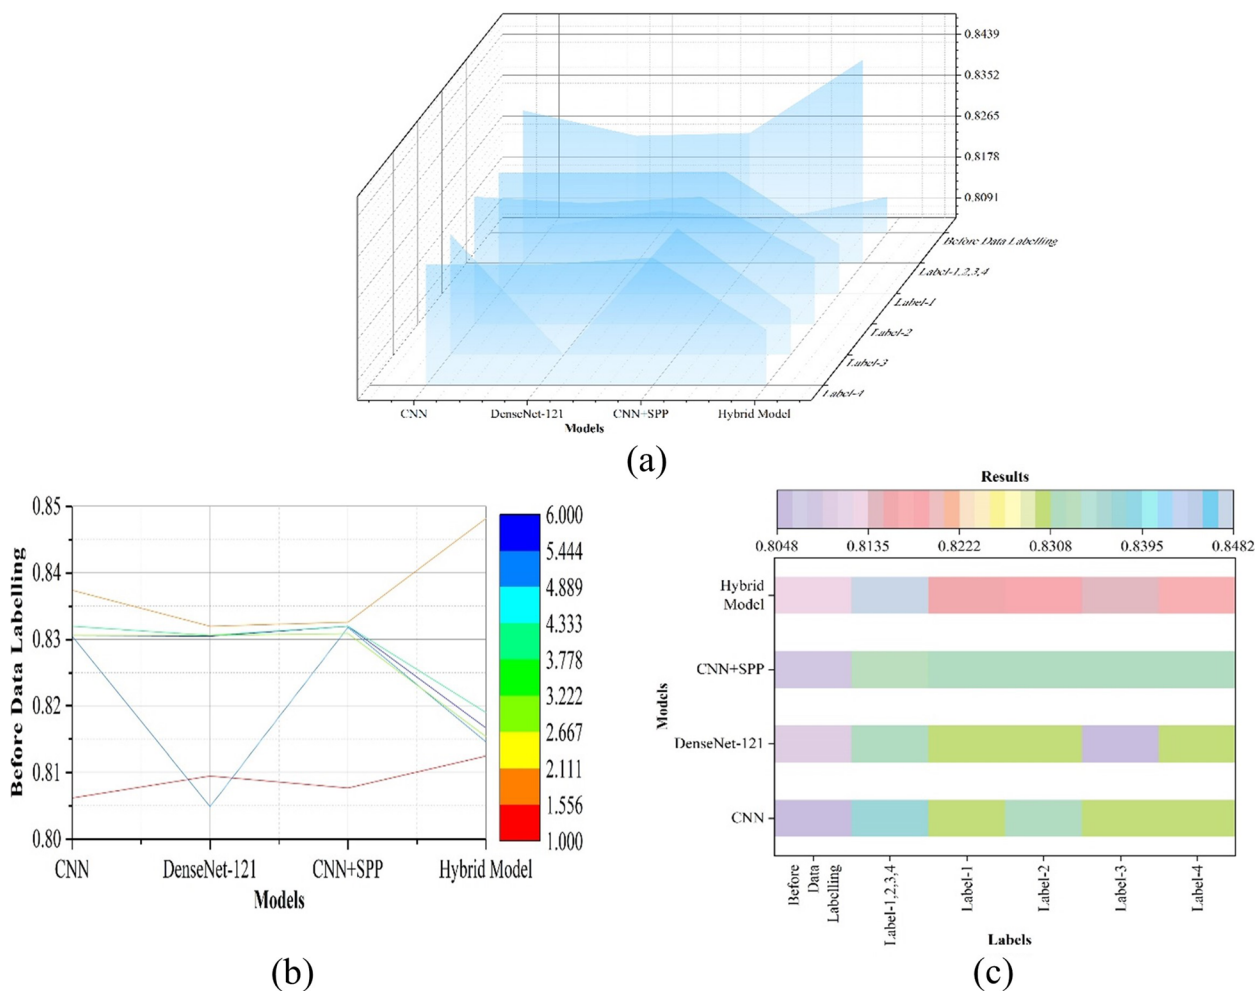 0.8439
0.8352
0.8265
0.8178
0.8091
Before Data Labelling
Label-1,2,3,4
Label-1
Label-2
Label-3
Label-4
CNN
DenseNet-121
CNN+SPP
Hybrid Model
Models
(a)
0.85
0.84
0.83
0.82
0.81
0.80
Before Data Labelling
CNN
DenseNet-121
CNN+SPP
Hybrid Model
Models
6.000
5.444
4.889
4.333
3.778
3.222
2.667
2.111
1.556
1.000
(b)
Results
0.8048
0.8135
0.8222
0.8308
0.8395
0.8482
Hybrid
Model
CNN+SPP
DenseNet-121
CNN
Models
Before
Data
Labelling
Label-1,2,3,4
Label-1
Label-2
Label-3
Label-4
Labels
(c)